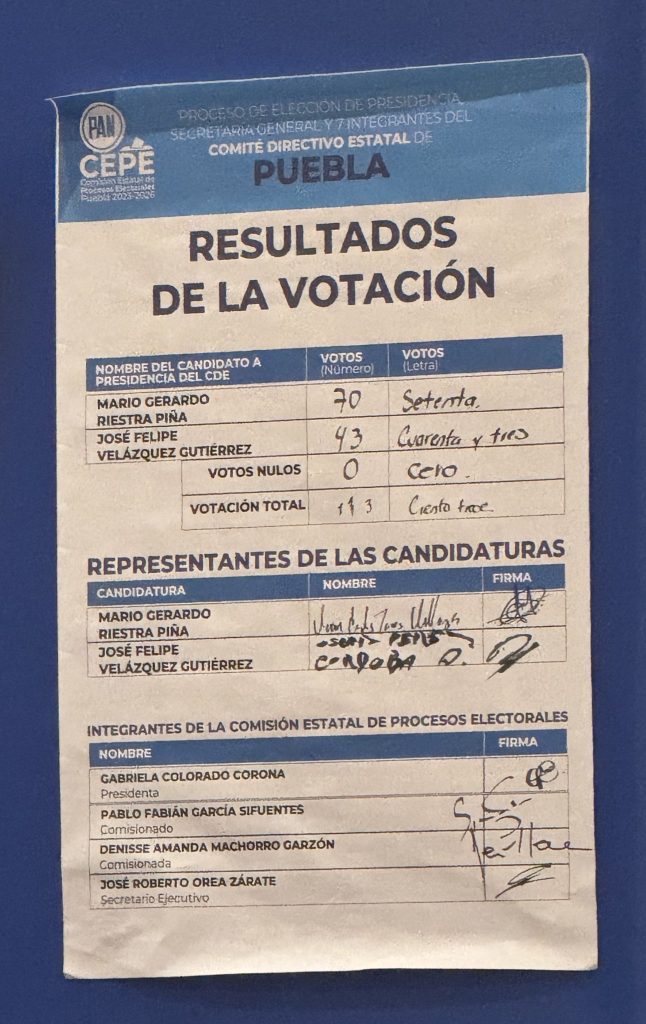 PAN
CEPE
Comisión Estatal de
Procesos Electorales
Puebla 2023-2026
PROCESO DE ELECCIÓN DE PRESIDENCIA,
SECRETARÍA GENERAL Y 7 INTEGRANTES DEL
COMITÉ DIRECTIVO ESTATAL DE
PUEBLA
RESULTADOS
DE LA VOTACIÓN
NOMBRE DEL CANDIDATO A PRESIDENCIA DEL CDE VOTOS (Número) VOTOS (Letra)
MARIO GERARDO RIESTRA PIÑA 70 Setenta.
JOSÉ FELIPE VELÁZQUEZ GUTIÉRREZ 43 Cuarenta y tres
VOTOS NULOS 0 cero.
VOTACIÓN TOTAL 113 Ciento trece
REPRESENTANTES DE LAS CANDIDATURAS
CANDIDATURA NOMBRE FIRMA
MARIO GERARDO
RIESTRA PIÑA
JOSÉ FELIPE
VELÁZQUEZ GUTIÉRREZ CORDOBA
INTEGRANTES DE LA COMISIÓN ESTATAL DE PROCESOS ELECTORALES
NOMBRE FIRMA
GABRIELA COLORADO CORONA
Presidenta
PABLO FABIÁN GARCÍA SIFUENTES
Comisionado
DENISSE AMANDA MACHORRO GARZÓN
Comisionada
JOSÉ ROBERTO OREA ZÁRATE
Secretario Ejecutivo